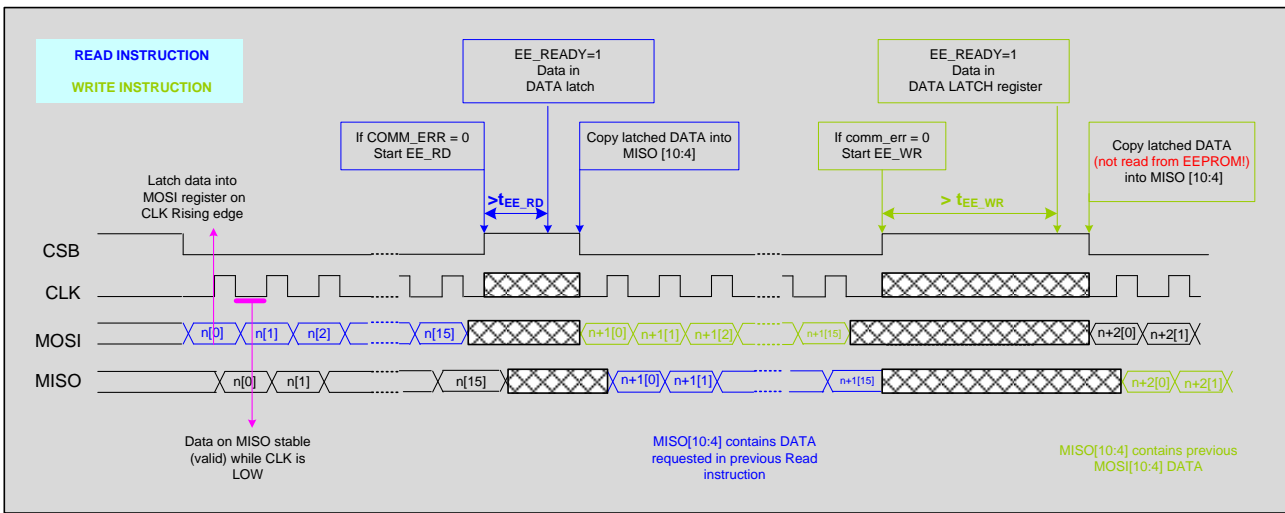 READ INSTRUCTION
WRITE INSTRUCTION
EE_READY=1
Data in
DATA latch
EE_READY=1
Data in
DATA LATCH register
If COMM_ERR = 0
Start EE_RD
Copy latched DATA into
MISO [10:4]
If comm_err = 0
Start EE_WR
Copy latched DATA
(not read from EEPROM!)
into MISO [10:4]
Latch data into
MOSI register on
CLK Rising edge
>tEE_RD
> tEE_WR
CSB
CLK
MOSI
n[0] n[1] n[2] n[15] n+1[0] n+1[1] n+1[2] n+1[15] n+2[0] n+2[1]
MISO
n[0] n[1] n[15] n+1[0] n+1[1] n+1[15] n+2[0] n+2[1]
Data on MISO stable
(valid) while CLK is
LOW
MISO[10:4] contains DATA
requested in previous Read
instruction
MISO[10:4] contains previous
MOSI[10:4] DATA